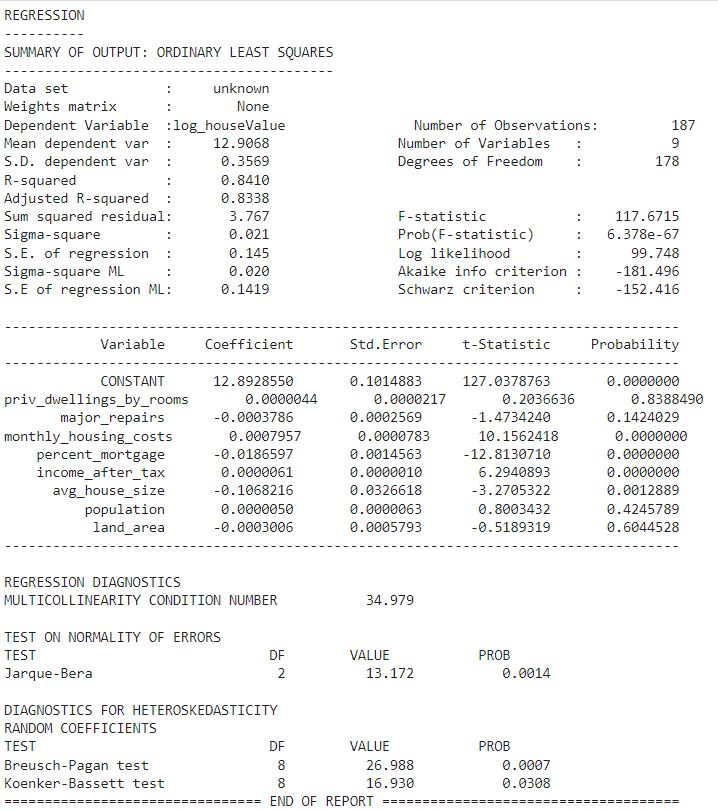 REGRESSION
----------
SUMMARY OF OUTPUT: ORDINARY LEAST SQUARES
-----------------------------------------
Data set            :     unknown
Weights matrix      :        None
Dependent Variable  :log_houseValue                Number of Observations:         187
Mean dependent var  :     12.9068                Number of Variables   :           9
S.D. dependent var  :      0.3569                Degrees of Freedom    :         178
R-squared           :      0.8410
Adjusted R-squared  :      0.8338
Sum squared residual:       3.767                F-statistic           :    117.6715
Sigma-square        :       0.021                Prob(F-statistic)     :   6.378e-67
S.E. of regression  :       0.145                Log likelihood        :      99.748
Sigma-square ML     :       0.020                Akaike info criterion :    -181.496
S.E of regression ML:      0.1419                Schwarz criterion     :    -152.416

------------------------------------------------------------------------------------
            Variable     Coefficient       Std.Error     t-Statistic     Probability
------------------------------------------------------------------------------------
            CONSTANT      12.8928550       0.1014883     127.0378763       0.0000000
priv_dwellings_by_rooms       0.0000044       0.0000217       0.2036636       0.8388490
       major_repairs      -0.0003786       0.0002569      -1.4734240       0.1424029
monthly_housing_costs       0.0007957       0.0000783      10.1562418       0.0000000
    percent_mortgage      -0.0186597       0.0014563     -12.8130710       0.0000000
    income_after_tax       0.0000061       0.0000010       6.2940893       0.0000000
      avg_house_size      -0.1068216       0.0326618      -3.2705322       0.0012889
          population       0.0000050       0.0000063       0.8003432       0.4245789
           land_area      -0.0003006       0.0005793      -0.5189319       0.6044528
------------------------------------------------------------------------------------

REGRESSION DIAGNOSTICS
MULTICOLLINEARITY CONDITION NUMBER           34.979

TEST ON NORMALITY OF ERRORS
TEST                             DF        VALUE           PROB
Jarque-Bera                       2          13.172           0.0014

DIAGNOSTICS FOR HETEROSKEDASTICITY
RANDOM COEFFICIENTS
TEST                             DF        VALUE           PROB
Breusch-Pagan test                8          26.988           0.0007
Koenker-Bassett test              8          16.930           0.0308
================================ END OF REPORT =====================================